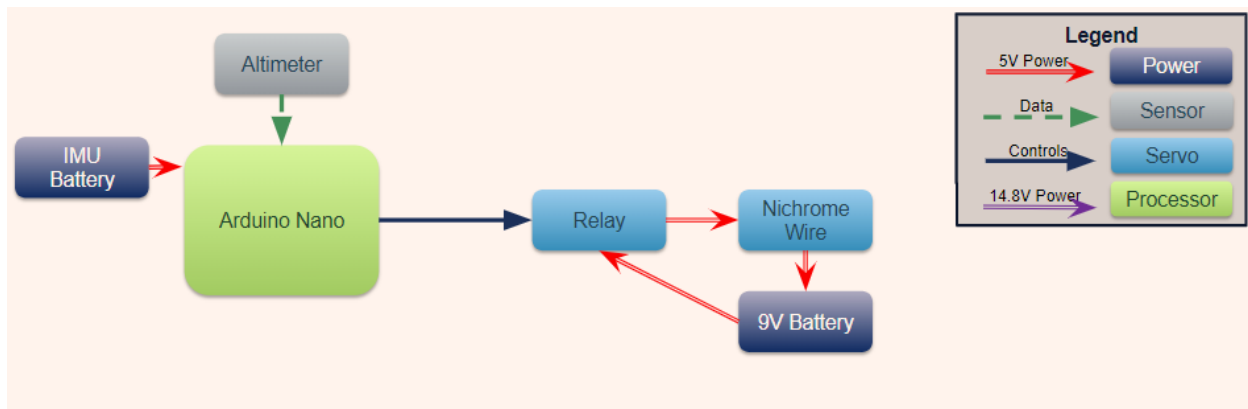 Altimeter
IMU
Battery
Arduino Nano
Relay
Nichrome
Wire
9V Battery
Legend
5V Power
Power
Data
Sensor
Controls
Servo
14.8V Power
Processor